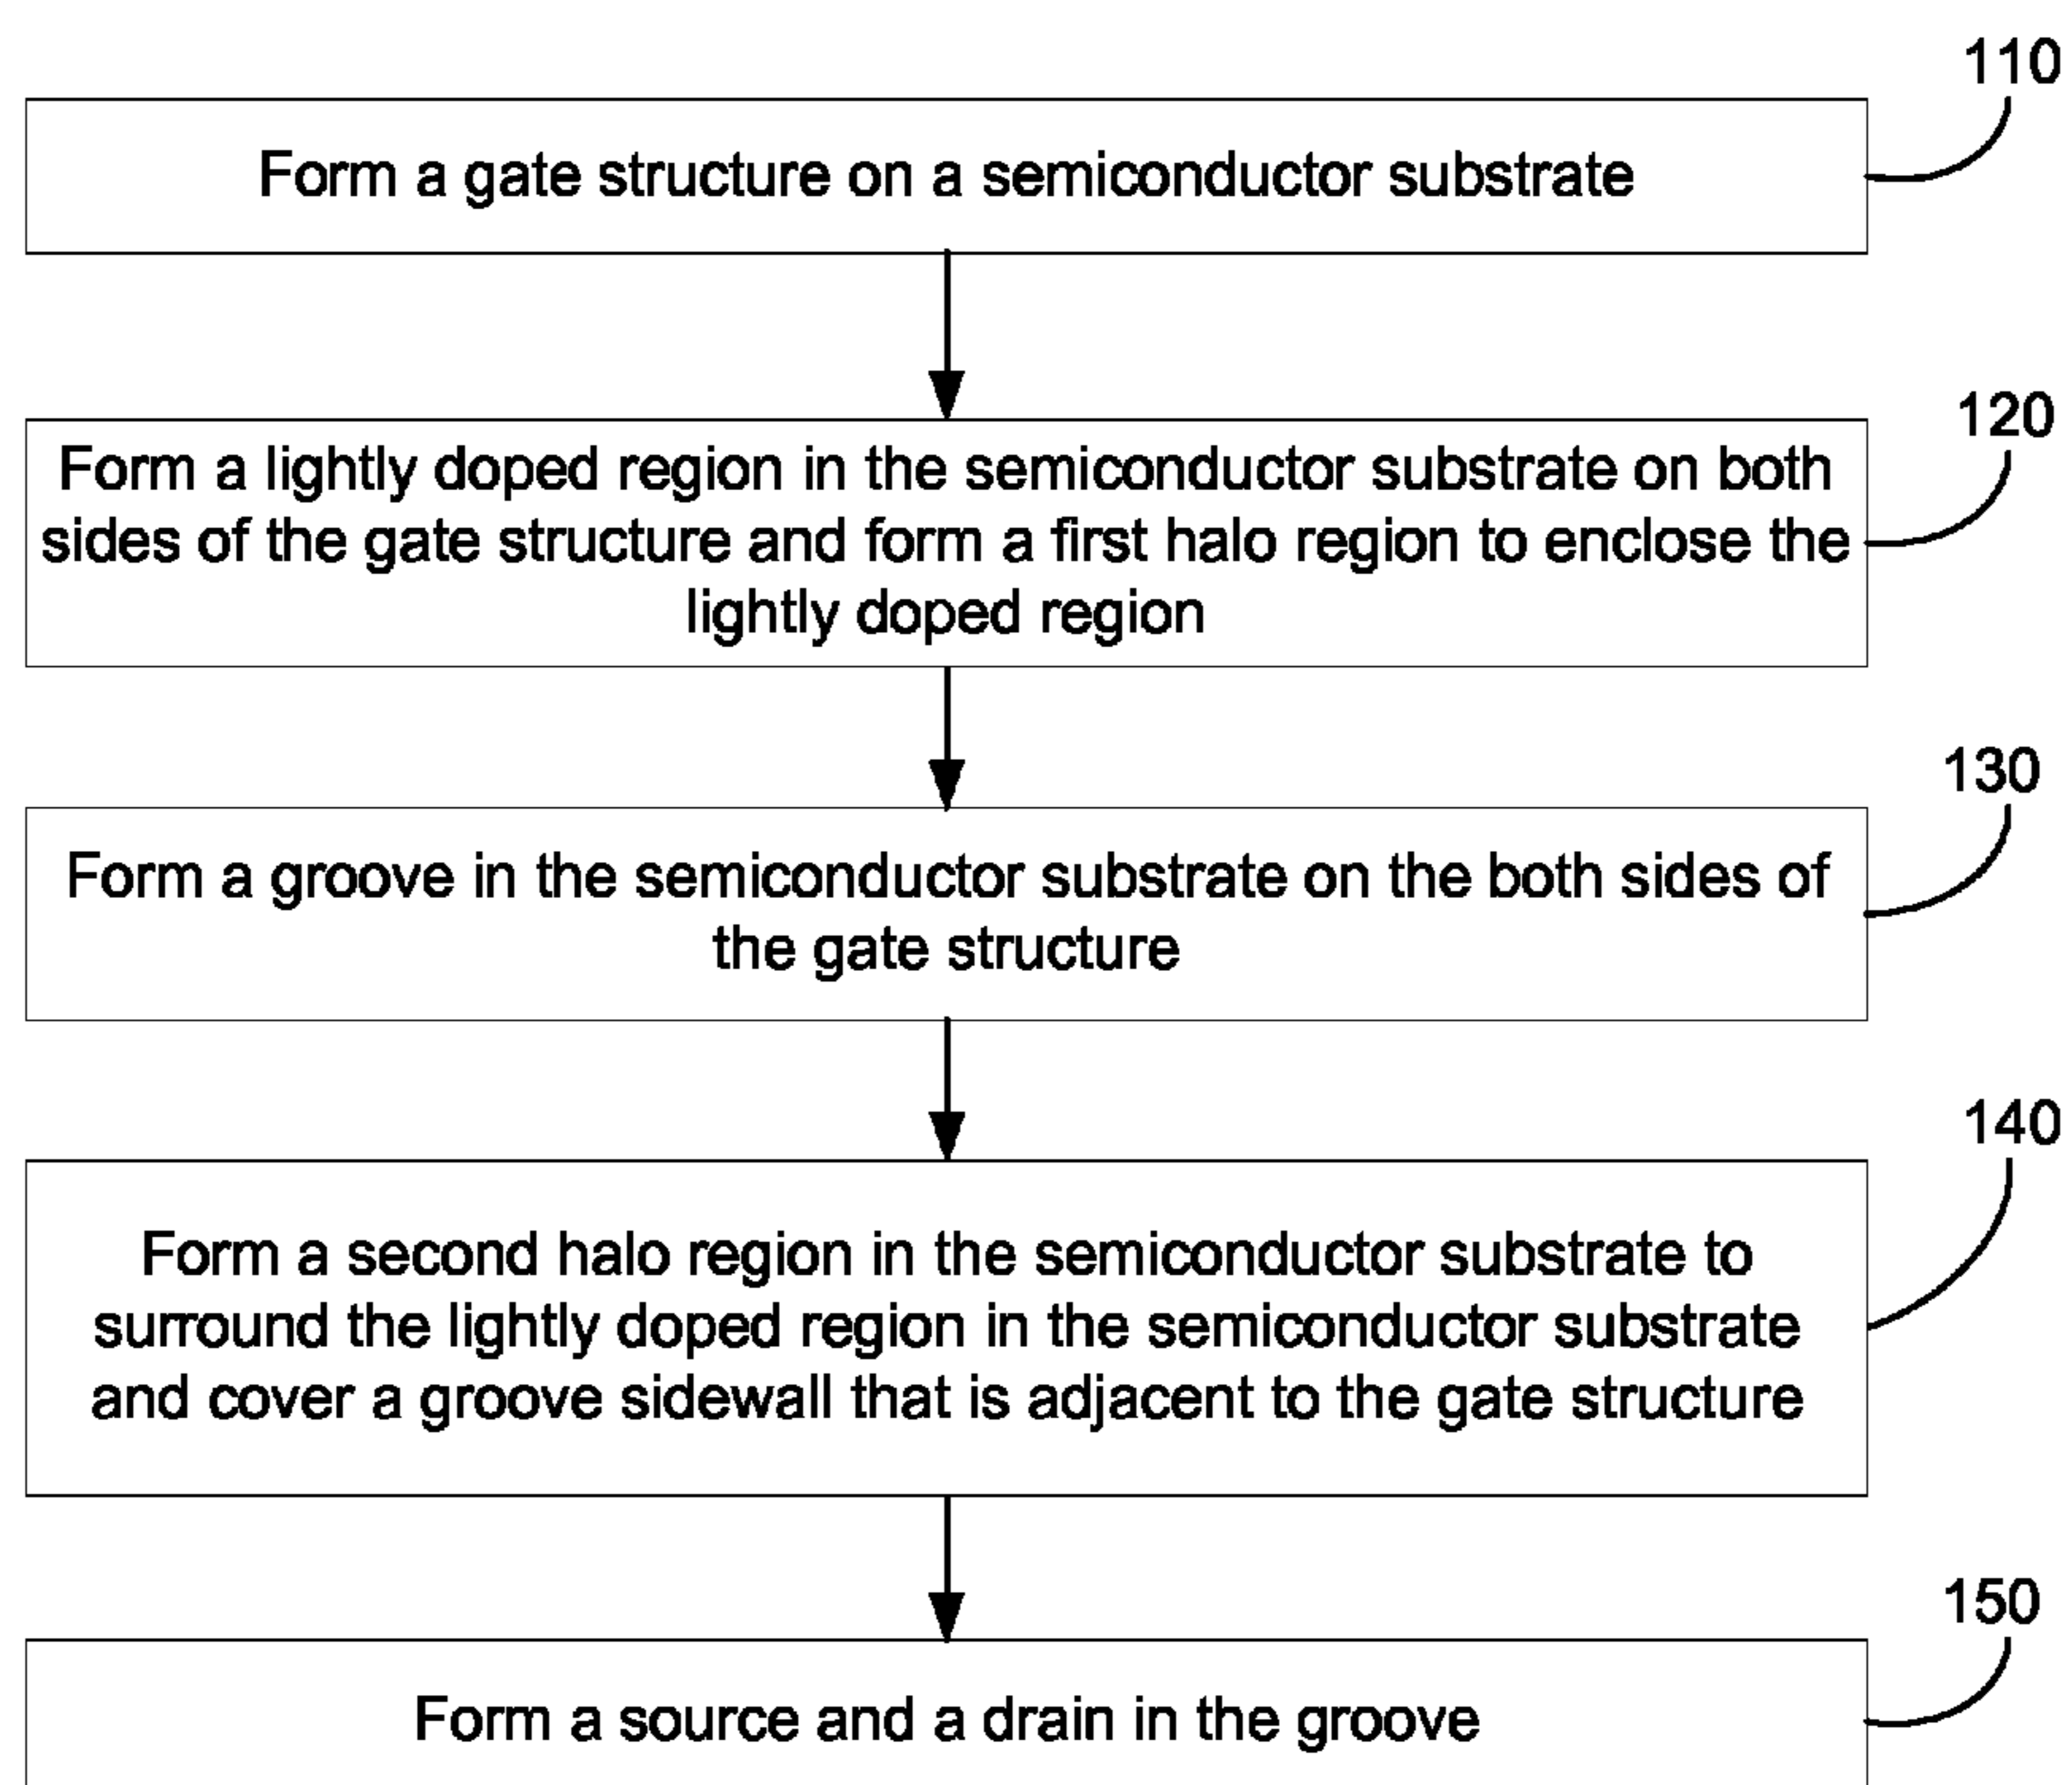 110
Form a gate structure on a semiconductor substrate
120
Form a lightly doped region in the semiconductor substrate on both
sides of the gate structure and form a first halo region to enclose the
lightly doped region
130
Form a groove in the semiconductor substrate on the both sides of
the gate structure
140
Form a second halo region in the semiconductor substrate to
surround the lightly doped region in the semiconductor substrate
and cover a groove sidewall that is adjacent to the gate structure
150
Form a source and a drain in the groove